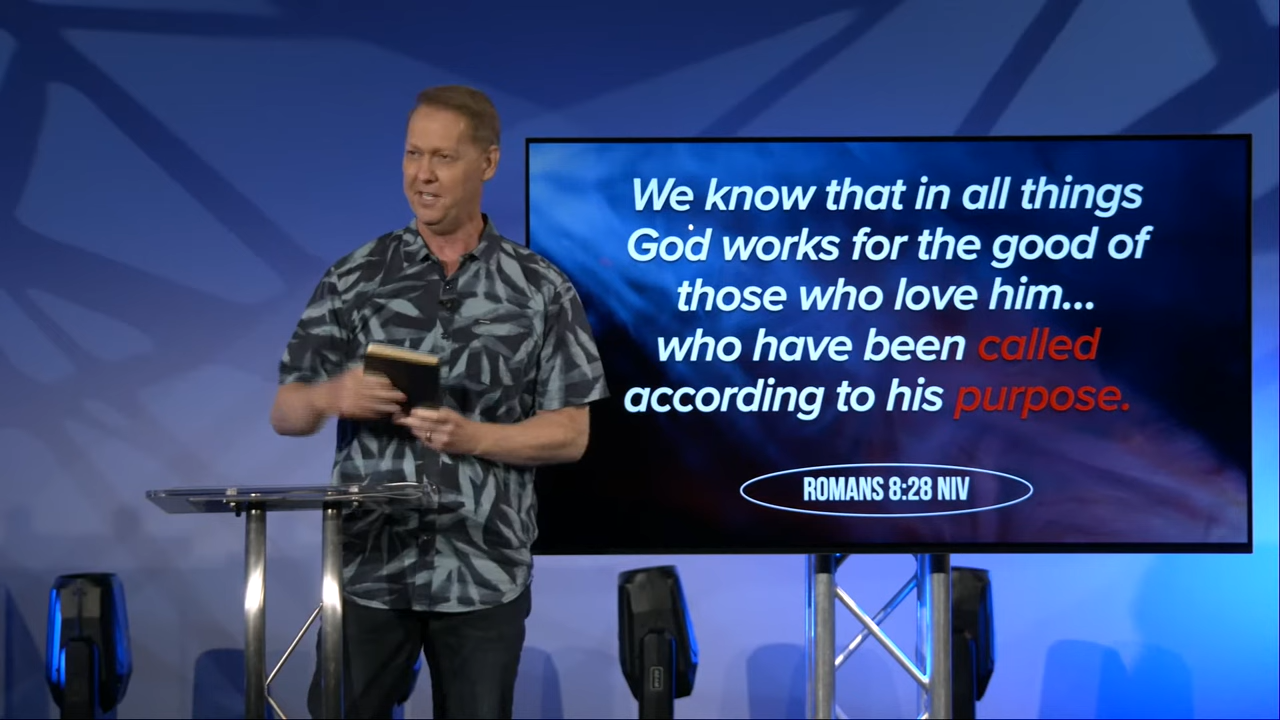 We know that in all things
God works for the good of
those who love him...
who have been called
according to his purpose.
ROMANS 8:28 NIV